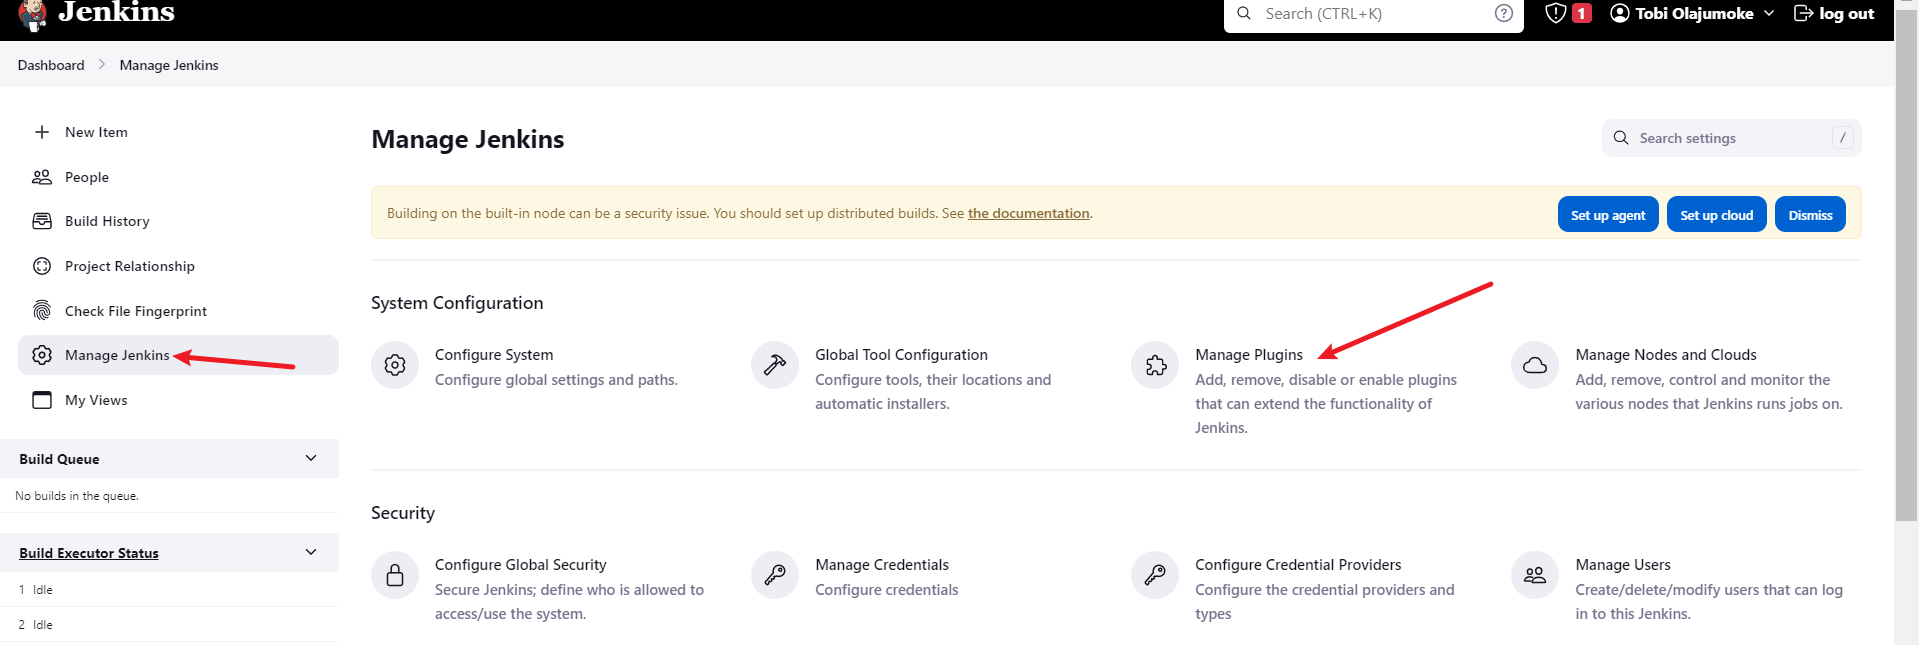 Jenkins
Search (CTRL+K)
1
Tobi Olajumoke
log out
Dashboard
Manage Jenkins
New Item
People
Build History
Project Relationship
Check File Fingerprint
Manage Jenkins
My Views
Build Queue
No builds in the queue.
Build Executor Status
1 Idle
2 Idle
Manage Jenkins
Search settings
/
Building on the built-in node can be a security issue. You should set up distributed builds. See the documentation.
Set up agent
Set up cloud
Dismiss
System Configuration
Configure System
Configure global settings and paths.
Global Tool Configuration
Configure tools, their locations and
automatic installers.
Manage Plugins
Add, remove, disable or enable plugins
that can extend the functionality of
Jenkins.
Manage Nodes and Clouds
Add, remove, control and monitor the
various nodes that Jenkins runs jobs on.
Security
Configure Global Security
Secure Jenkins; define who is allowed to
access/use the system.
Manage Credentials
Configure credentials
Configure Credential Providers
Configure the credential providers and
types
Manage Users
Create/delete/modify users that can log
in to this Jenkins.